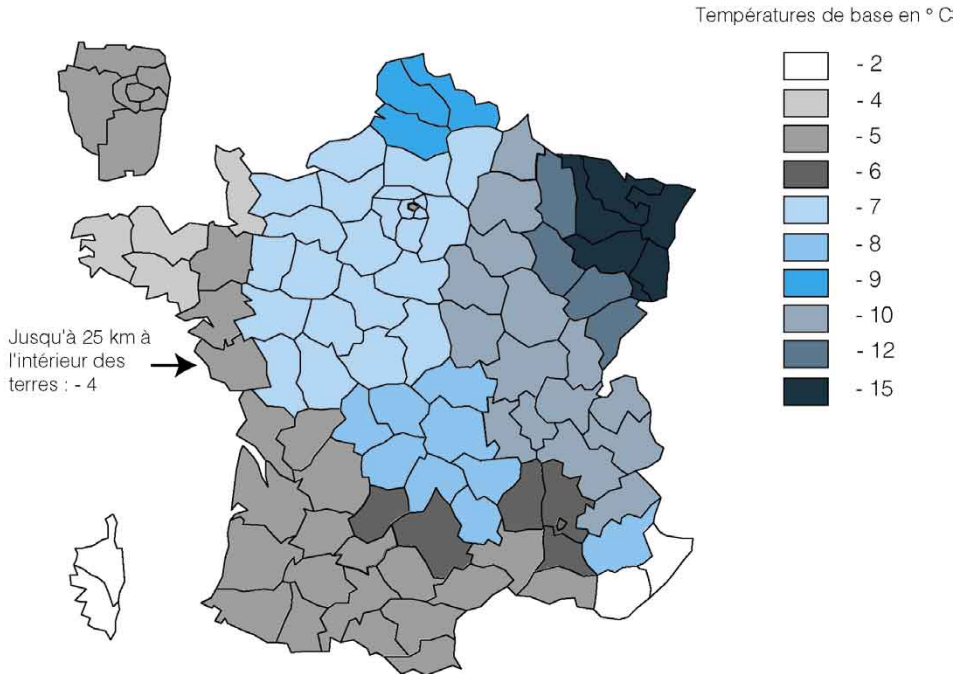 Températures de base en ° C
- 2
- 4
- 5
- 6
- 7
- 8
- 9
- 10
- 12
- 15
Jusqu'à 25 km à
l'intérieur des
terres : - 4